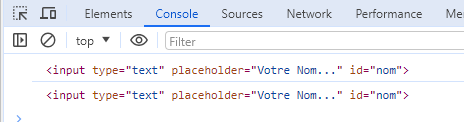 Elements Console Sources Network Performance Memo
top Filter
<input type="text" placeholder="Votre Nom..." id="nom">
<input type="text" placeholder="Votre Nom..." id="nom">